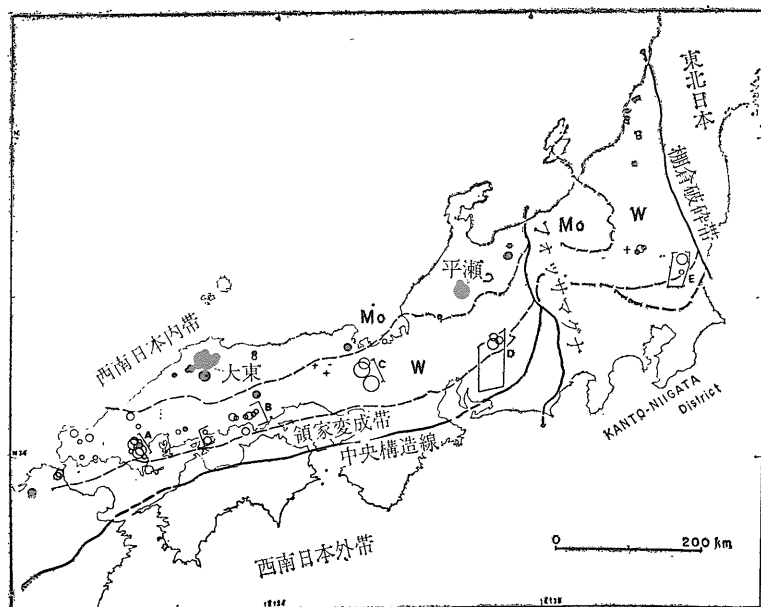 東北日本
棚倉破砕帯
Mo
W
フォッサマグナ
平瀬
E
Mo
西南日本内帯
大東
C
W
D
B
A
領家変成帯
中央構造線
KANTO-NIIGATA
District
西南日本外帯
0
200 km